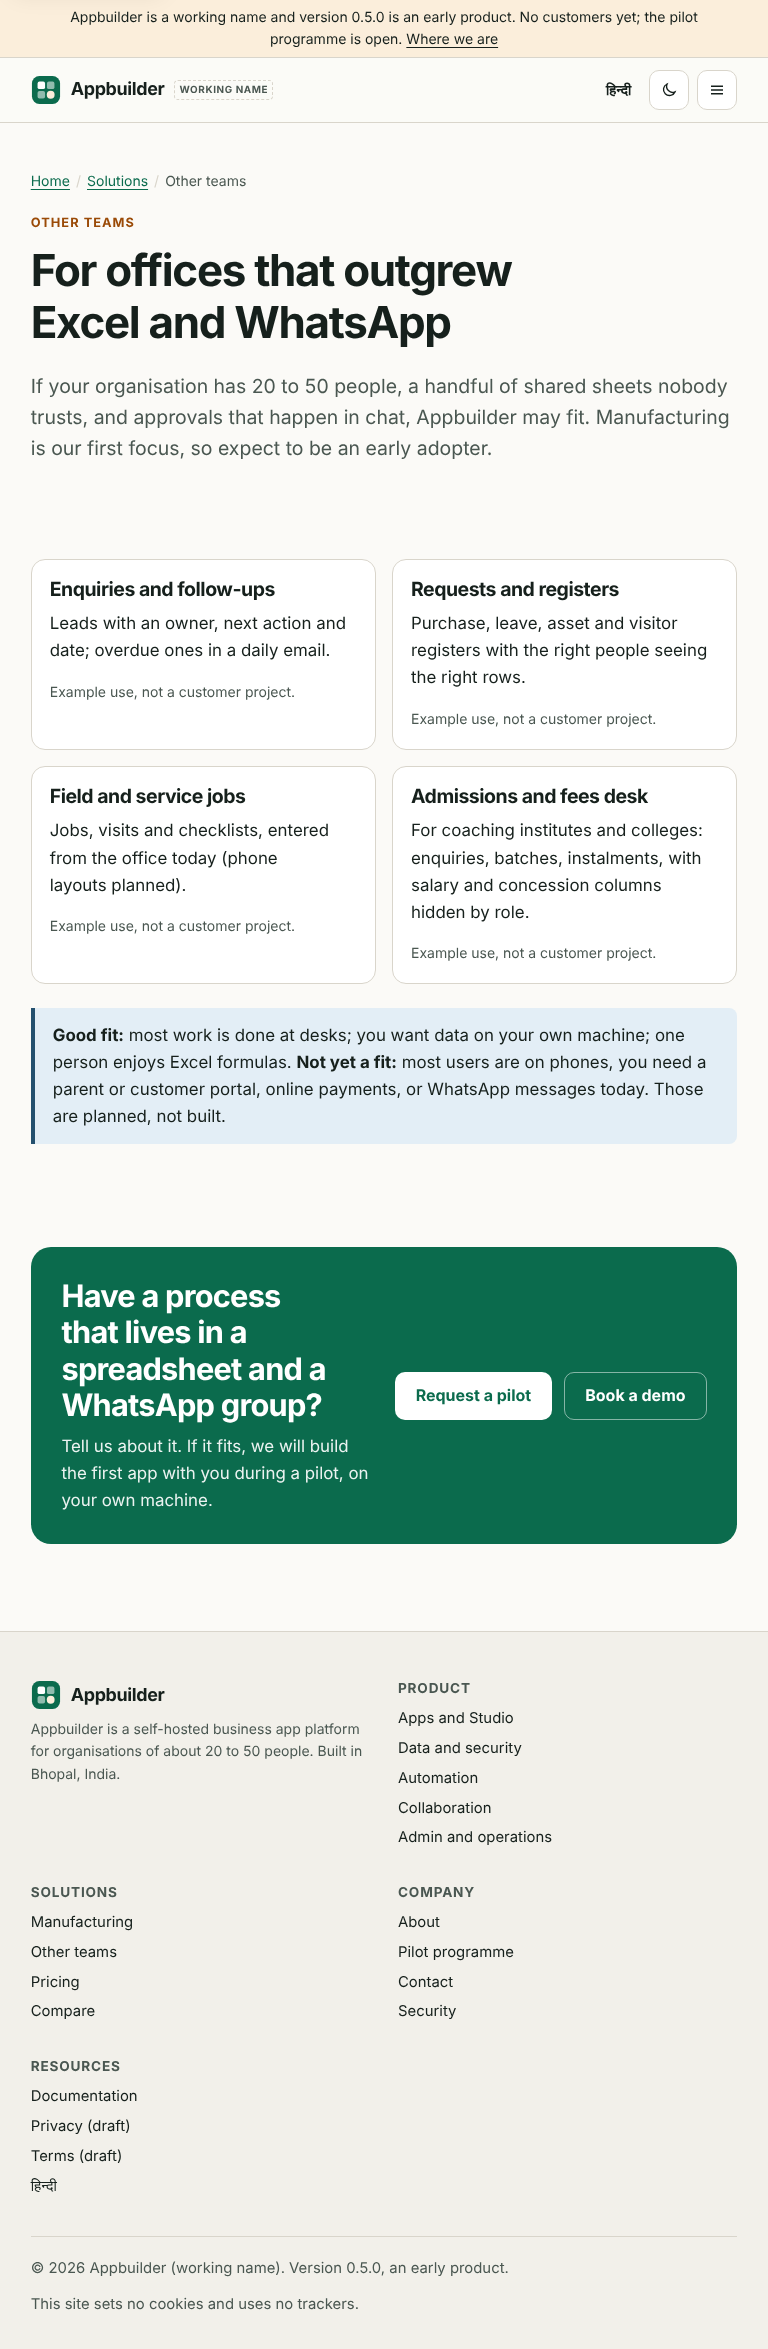 Appbuilder is a working name and version 0.5.0 is an early product. No customers yet; the pilot
programme is open. Where we are
Appbuilder WORKING NAME हिन्दी
Home / Solutions / Other teams
OTHER TEAMS
For offices that outgrew
Excel and WhatsApp
If your organisation has 20 to 50 people, a handful of shared sheets nobody
trusts, and approvals that happen in chat, Appbuilder may fit. Manufacturing
is our first focus, so expect to be an early adopter.
Enquiries and follow-ups
Leads with an owner, next action and
date; overdue ones in a daily email.
Example use, not a customer project.
Requests and registers
Purchase, leave, asset and visitor
registers with the right people seeing
the right rows.
Example use, not a customer project.
Field and service jobs
Jobs, visits and checklists, entered
from the office today (phone
layouts planned).
Example use, not a customer project.
Admissions and fees desk
For coaching institutes and colleges:
enquiries, batches, instalments, with
salary and concession columns
hidden by role.
Example use, not a customer project.
Good fit: most work is done at desks; you want data on your own machine; one
person enjoys Excel formulas. Not yet a fit: most users are on phones, you need a
parent or customer portal, online payments, or WhatsApp messages today. Those
are planned, not built.
Have a process
that lives in a
spreadsheet and a
WhatsApp group?
Tell us about it. If it fits, we will build
the first app with you during a pilot, on
your own machine.
Request a pilot
Book a demo
Appbuilder
Appbuilder is a self-hosted business app platform
for organisations of about 20 to 50 people. Built in
Bhopal, India.
PRODUCT
Apps and Studio
Data and security
Automation
Collaboration
Admin and operations
SOLUTIONS
Manufacturing
Other teams
Pricing
Compare
COMPANY
About
Pilot programme
Contact
Security
RESOURCES
Documentation
Privacy (draft)
Terms (draft)
हिन्दी
© 2026 Appbuilder (working name). Version 0.5.0, an early product.
This site sets no cookies and uses no trackers.